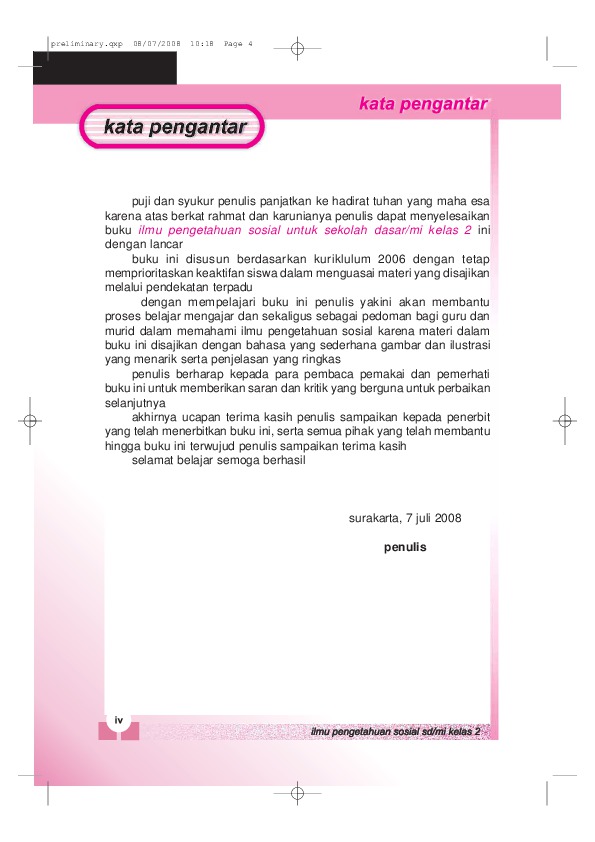 preliminary.qxp  08/07/2008  10:18  Page 4
kata pengantar
kata pengantar
puji dan syukur penulis panjatkan ke hadirat tuhan yang maha esa
karena atas berkat rahmat dan karunianya penulis dapat menyelesaikan
buku ilmu pengetahuan sosial untuk sekolah dasar/mi kelas 2 ini
dengan lancar
buku ini disusun berdasarkan kuriklulum 2006 dengan tetap
memprioritaskan keaktifan siswa dalam menguasai materi yang disajikan
melalui pendekatan terpadu
dengan mempelajari buku ini penulis yakini akan membantu
proses belajar mengajar dan sekaligus sebagai pedoman bagi guru dan
murid dalam memahami ilmu pengetahuan sosial karena materi dalam
buku ini disajikan dengan bahasa yang sederhana gambar dan ilustrasi
yang menarik serta penjelasan yang ringkas
penulis berharap kepada para pembaca pemakai dan pemerhati
buku ini untuk memberikan saran dan kritik yang berguna untuk perbaikan
selanjutnya
akhirnya ucapan terima kasih penulis sampaikan kepada penerbit
yang telah menerbitkan buku ini, serta semua pihak yang telah membantu
hingga buku ini terwujud penulis sampaikan terima kasih
selamat belajar semoga berhasil
surakarta, 7 juli 2008
penulis
iv
ilmu pengetahuan sosial sd/mi kelas 2